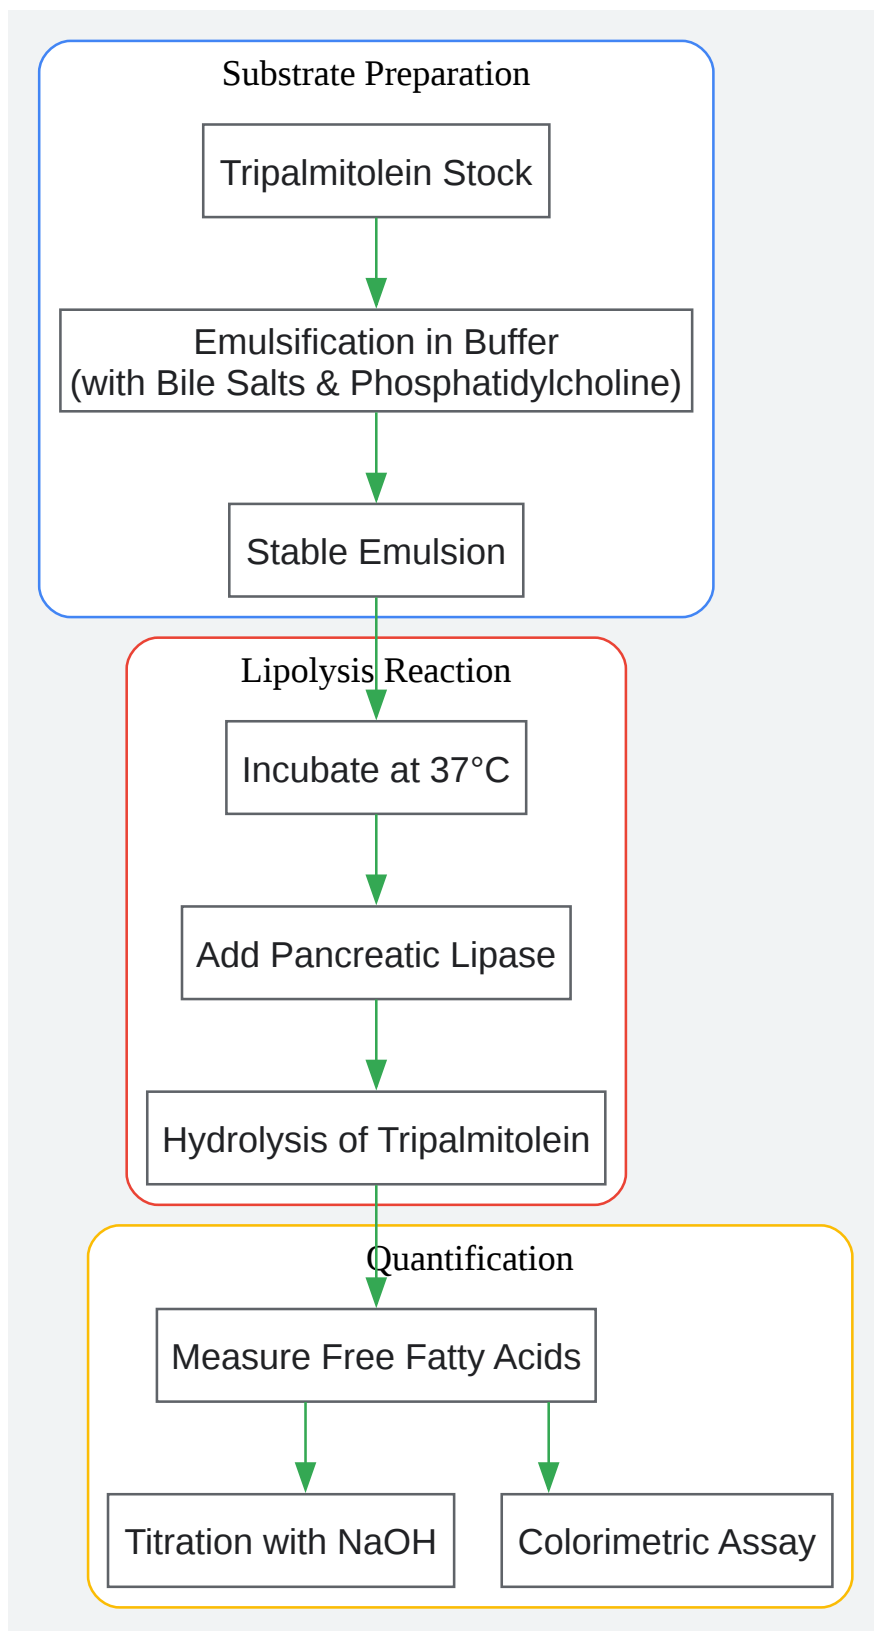 Substrate Preparation
Tripalmitolein Stock
Emulsification in Buffer
(with Bile Salts & Phosphatidylcholine)
Stable Emulsion
Lipolysis Reaction
Incubate at 37°C
Add Pancreatic Lipase
Hydrolysis of Tripalmitolein
Quantification
Measure Free Fatty Acids
Titration with NaOH
Colorimetric Assay